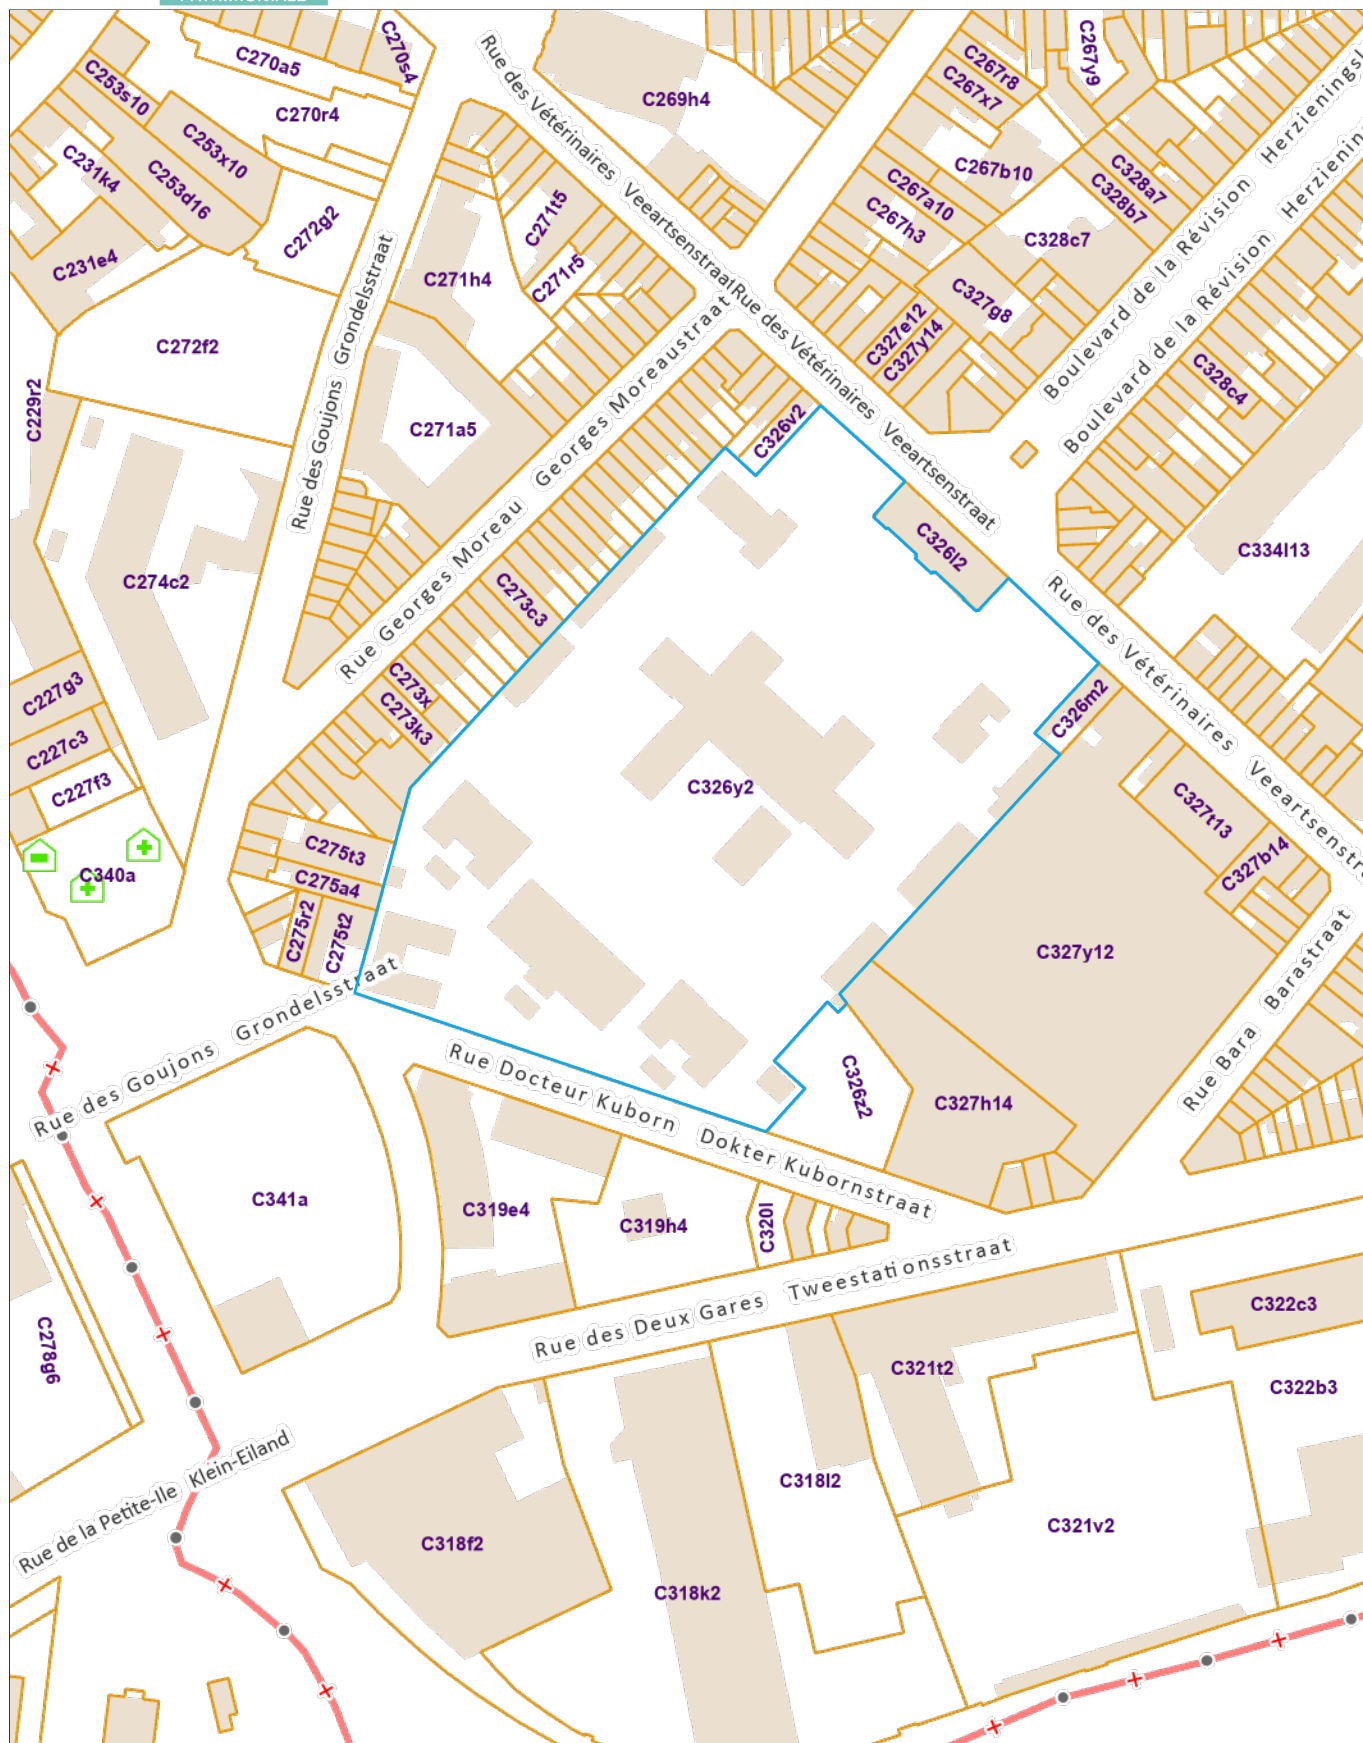 C270s4
C270a5
C267y9
C267r8
C253s10
C269h4
C267x7
C270r4
Rue des Vétérinaires Veeartsenstraat
C253x10
C231k4
C253d16
C267b10
C328a7
C328b7
C267a10
C267h3
C271t5
C272g2
C328c7
C231e4
C271h4
C271r5
C327g8
Boulevard de la Révision
Boulevard de la Révision
Rue des Goujons Grondelsstraat
C327e12
C327y14
C272f2
Rue des Vétérinaires Veeartsenstraat
C328c4
C229r2
C271a5
C326v2
Rue Georges Moreau Georges Moreaustraat
C326l2
C334l13
C274c2
C273c3
C227g3
C273x
C273k3
C326m2
Rue des Vétérinaires
C227c3
C227f3
C326y2
C327t13
C275t3
C327b14
C340a
C275a4
C275r2
C275t2
C327y12
Rue des Goujons Grondelsstraat
Rue Bara Barastraat
C326z2
C327h14
Rue Docteur Kuborn Dokter Kubornstraat
C341a
C319e4
C319h4
C320l
Rue des Deux Gares Tweestationsstraat
C322c3
C278g6
C321t2
C322b3
Rue de la Petite-Ile Klein-Eiland
C318l2
C318f2
C321v2
C318k2